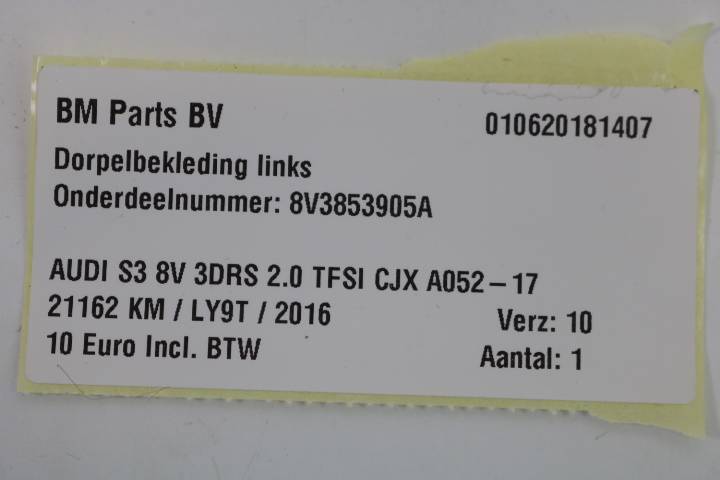 BM Parts BV 010620181407
Dorpelbekleding links
Onderdeelnummer: 8V3853905A
AUDI S3 8V 3DRS 2.0 TFSI CJX A052-17
21162 KM / LY9T / 2016 Verz: 10
10 Euro Incl. BTW Aantal: 1